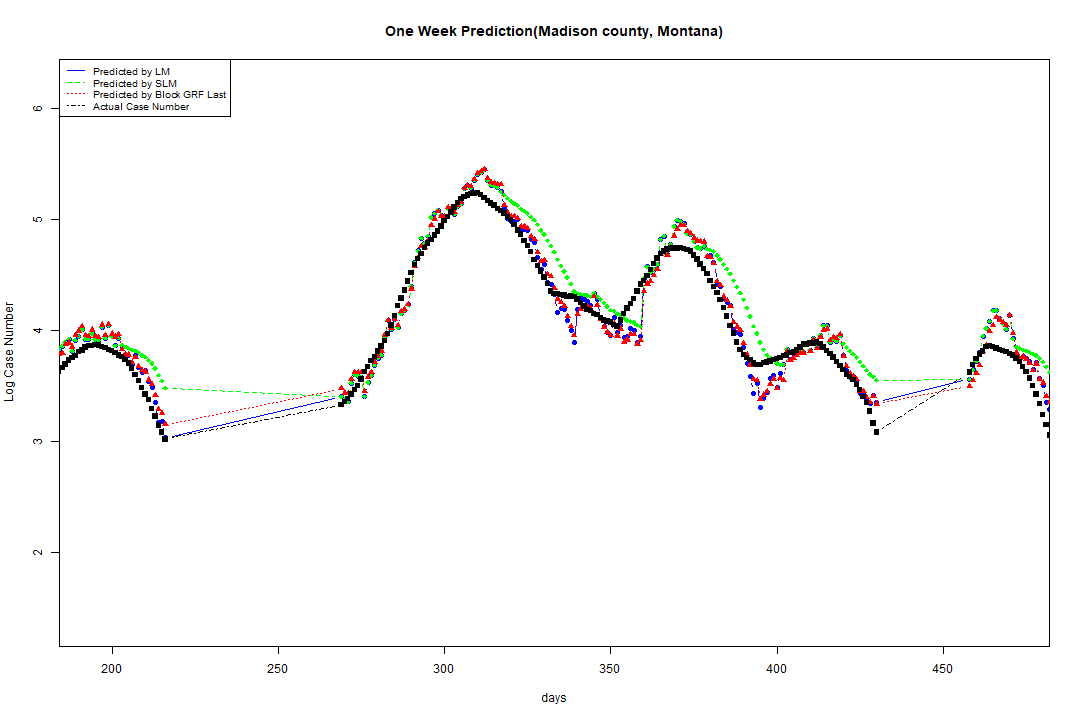 One Week Prediction(Madison county, Montana)
Predicted by LM
Predicted by SLM
Predicted by Block GRF Last
Actual Case Number
6
5
4
3
2
Log Case Number
200 250 300 350 400 450
days